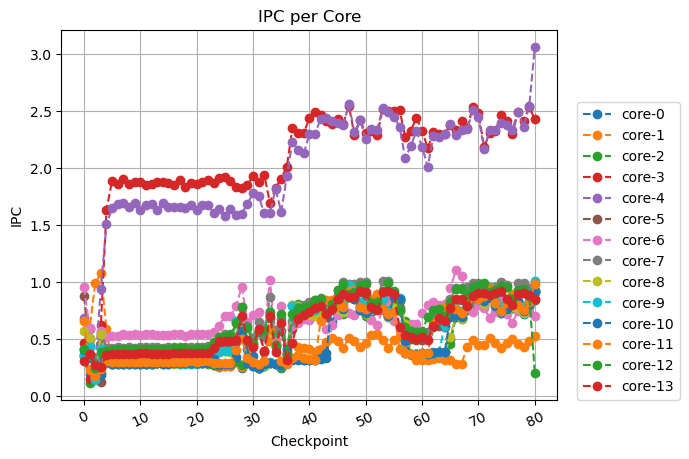 IPC per Core
IPC
3.0
2.5
2.0
1.5
1.0
0.5
0.0
0 10 20 30 40 50 60 70 80
Checkpoint
core-0
core-1
core-2
core-3
core-4
core-5
core-6
core-7
core-8
core-9
core-10
core-11
core-12
core-13